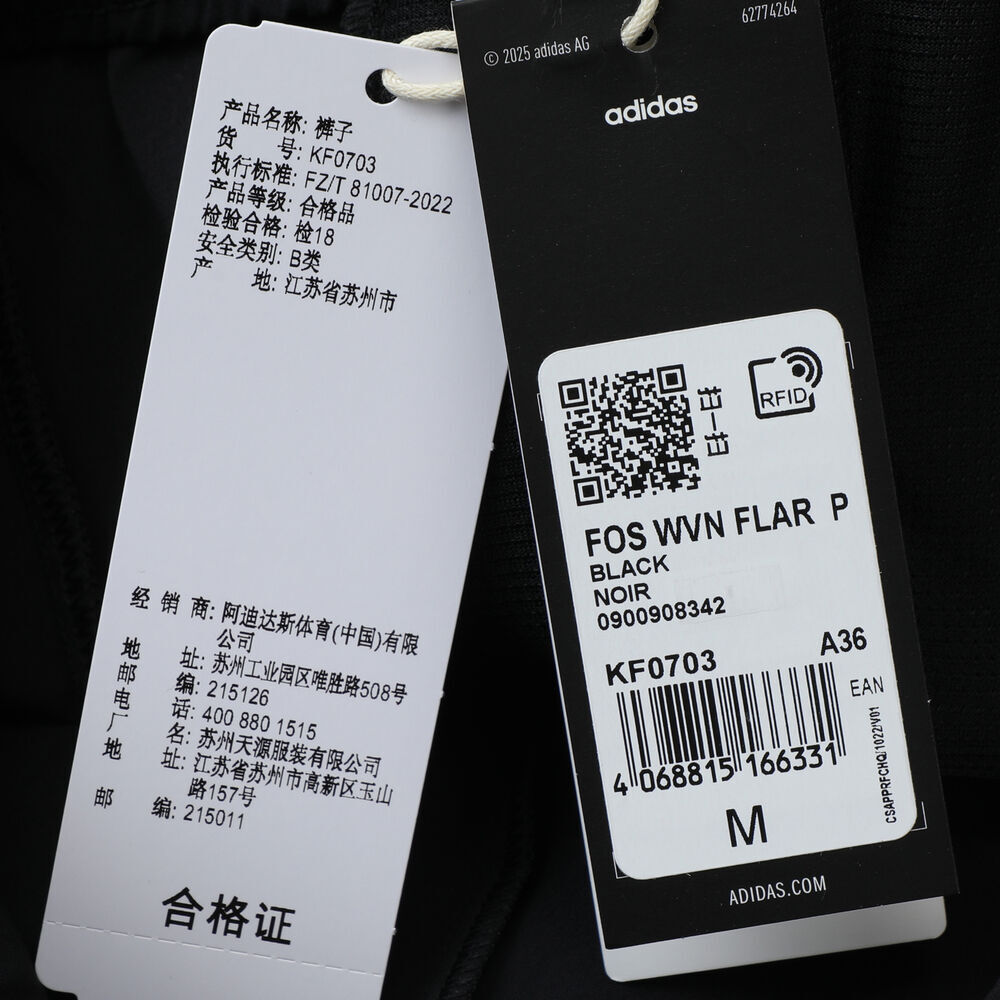 产品名称: 裤子
货 号: KF0703
执行标准: FZ/T 81007-2022
产品等级: 合格品
检验合格: 检18
安全类别: B类
产 地: 江苏省苏州市
经 销 商: 阿迪达斯体育(中国)有限
公司
地 址: 苏州工业园区唯胜路508号
邮 编: 215126
电 话: 400 880 1515
厂 名: 苏州天源服装有限公司
地 址: 江苏省苏州市高新区玉山
路157号
邮 编: 215011
合格证
© 2025 adidas AG
62774264
adidas
RFID
FOS WVN FLAR P
BLACK
NOIR
0900908342
KF0703
A36
EAN
4 068815 166331
CSAPPRFCHQ/1022/V01
M
ADIDAS.COM